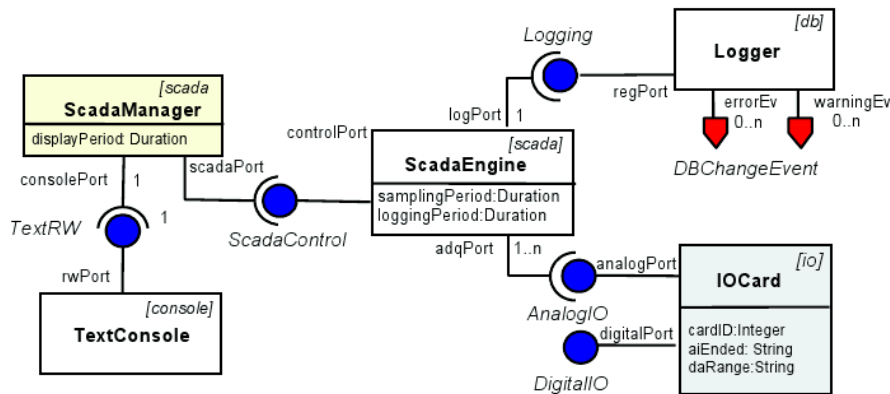 Logging
[db]
Logger
[scada
ScadaManager
displayPeriod: Duration
regPort
errorEv
warningEv
0..n
0..n
DBChangeEvent
logPort
1
controlPort
[scada]
ScadaEngine
samplingPeriod:Duration
loggingPeriod:Duration
consolePort
1
scadaPort
TextRW
1
ScadaControl
adqPort
1..n
analogPort
AnalogIO
[io]
IOCard
cardID:Integer
aiEnded: String
daRange:String
rwPort
[console]
TextConsole
digitalPort
DigitalIO